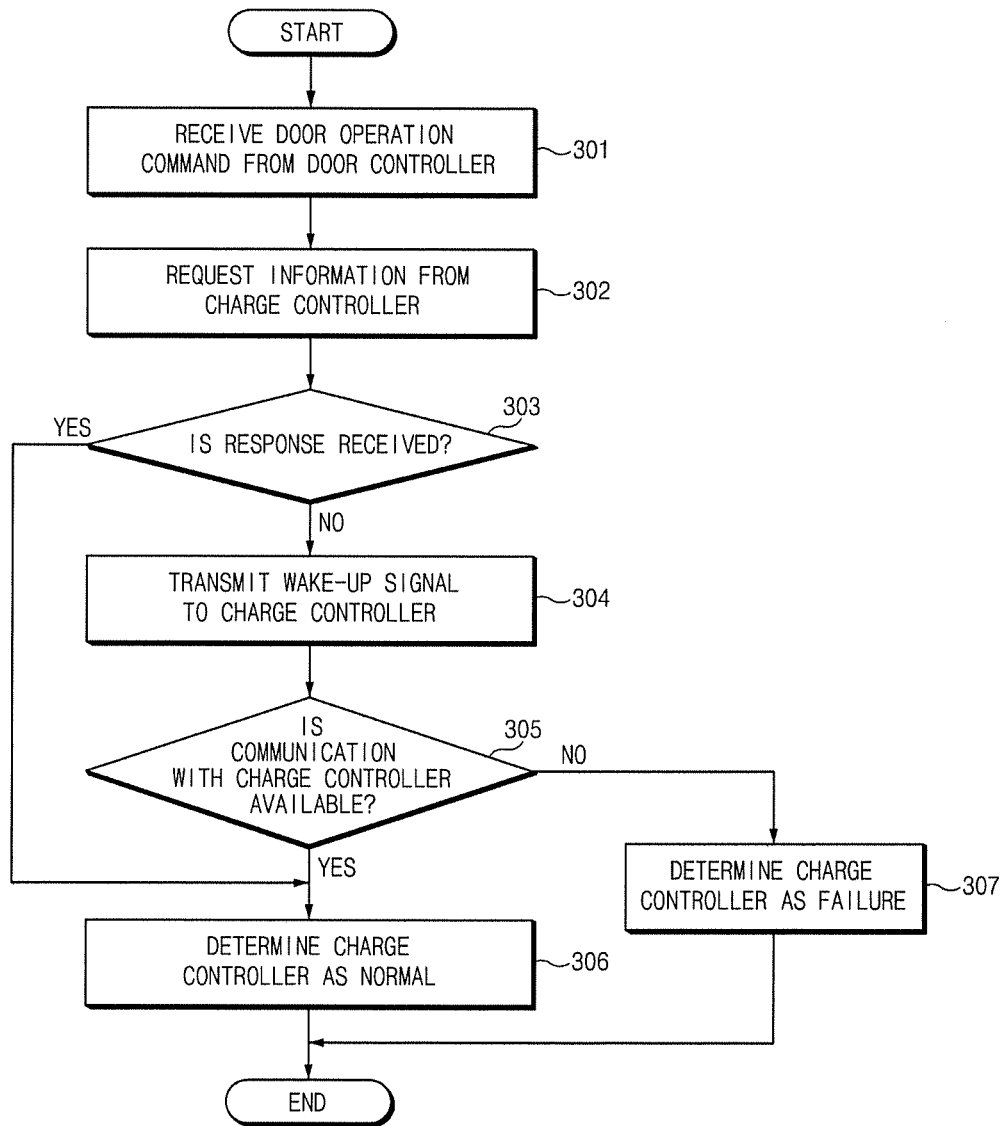 START
RECEIVE DOOR OPERATION
COMMAND FROM DOOR CONTROLLER
301
REQUEST INFORMATION FROM
CHARGE CONTROLLER
302
303
YES
IS RESPONSE RECEIVED?
NO
TRANSMIT WAKE-UP SIGNAL
TO CHARGE CONTROLLER
304
IS
COMMUNICATION
WITH CHARGE CONTROLLER
AVAILABLE?
305
NO
YES
DETERMINE CHARGE
CONTROLLER AS FAILURE
307
DETERMINE CHARGE
CONTROLLER AS NORMAL
306
END